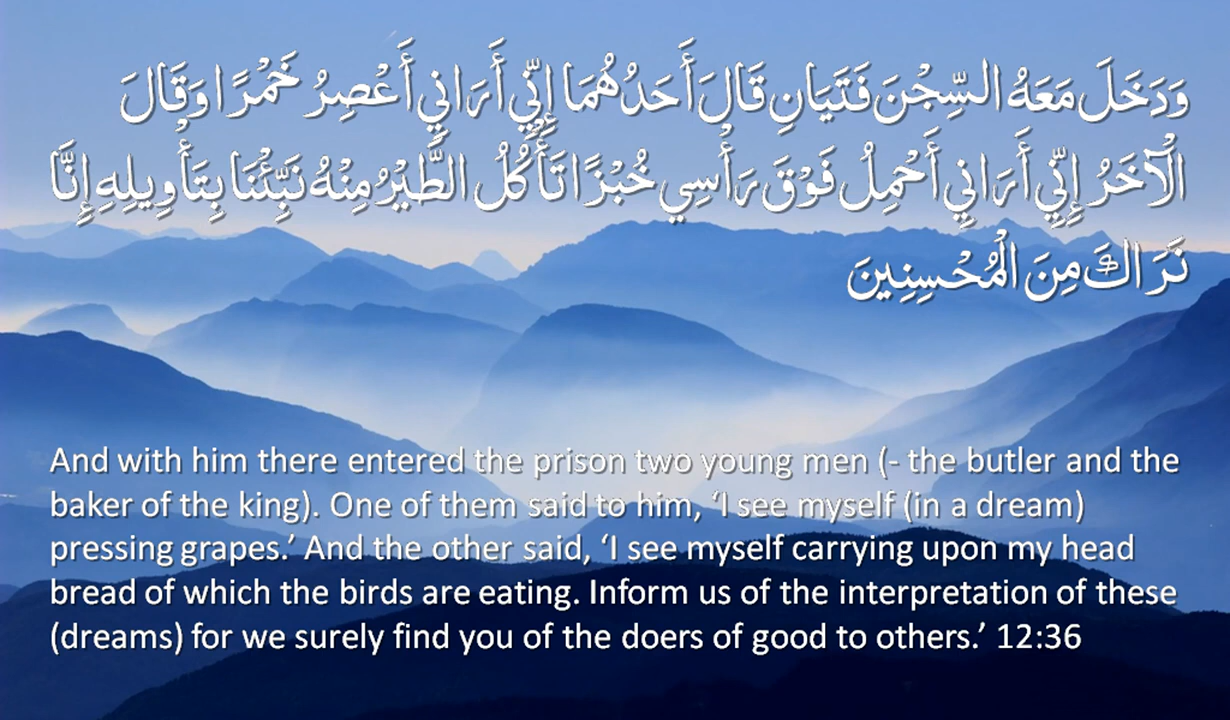 وَدَخَلَ مَعَهُ السِّجْنَ فَتَيَانِ قَالَ أَحَدُهُمَا إِنِّي أَرَانِي أَعْصِرُ خَمْرًا وَقَالَ
الْآخَرُ إِنِّي أَرَانِي أَحْمِلُ فَوْقَ رَأْسِي خُبْزًا تَأْكُلُ الطَّيْرُ مِنْهُ نَبِّئْنَا بِتَأْوِيلِهِ إِنَّا
نَرَاكَ مِنَ الْمُحْسِنِينَ
And with him there entered the prison two young men (- the butler and the
baker of the king). One of them said to him, ‘I see myself (in a dream)
pressing grapes.’ And the other said, ‘I see myself carrying upon my head
bread of which the birds are eating. Inform us of the interpretation of these
(dreams) for we surely find you of the doers of good to others.’ 12:36